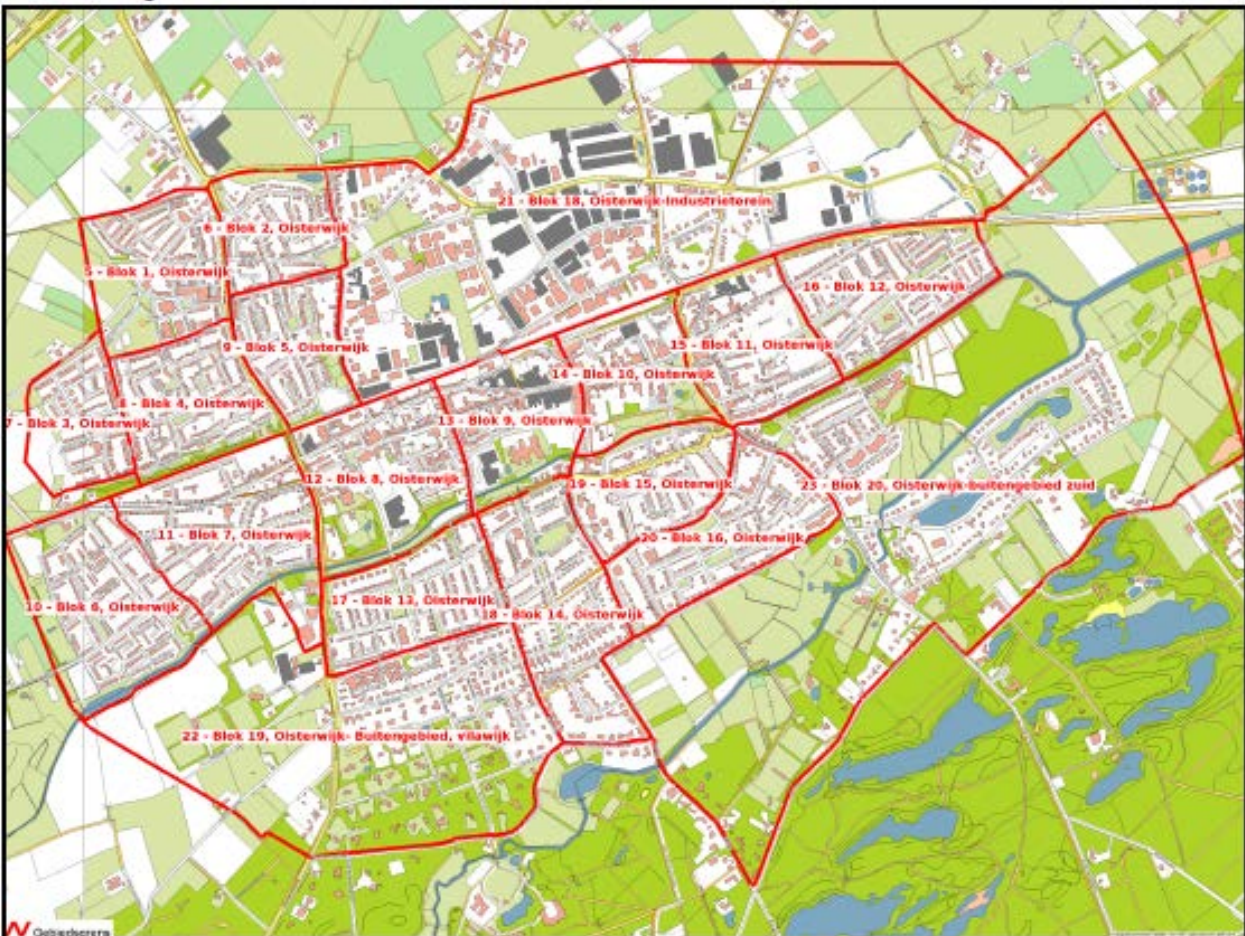 21 - Blok 18, Oisterwijk-Industrieterein
6 - Blok 2, Oisterwijk
5 - Blok 1, Oisterwijk
16 - Blok 12, Oisterwijk
9 - Blok 5, Oisterwijk
15 - Blok 11, Oisterwijk
14 - Blok 10, Oisterwijk
8 - Blok 4, Oisterwijk
7 - Blok 3, Oisterwijk
13 - Blok 9, Oisterwijk
12 - Blok 8, Oisterwijk
19 - Blok 15, Oisterwijk
23 - Blok 20, Oisterwijk-buitengebied zuid
11 - Blok 7, Oisterwijk
20 - Blok 16, Oisterwijk
10 - Blok 6, Oisterwijk
17 - Blok 13, Oisterwijk
18 - Blok 14, Oisterwijk
22 - Blok 19, Oisterwijk- Buitengebied, vilawijk
Gebiedsgrens